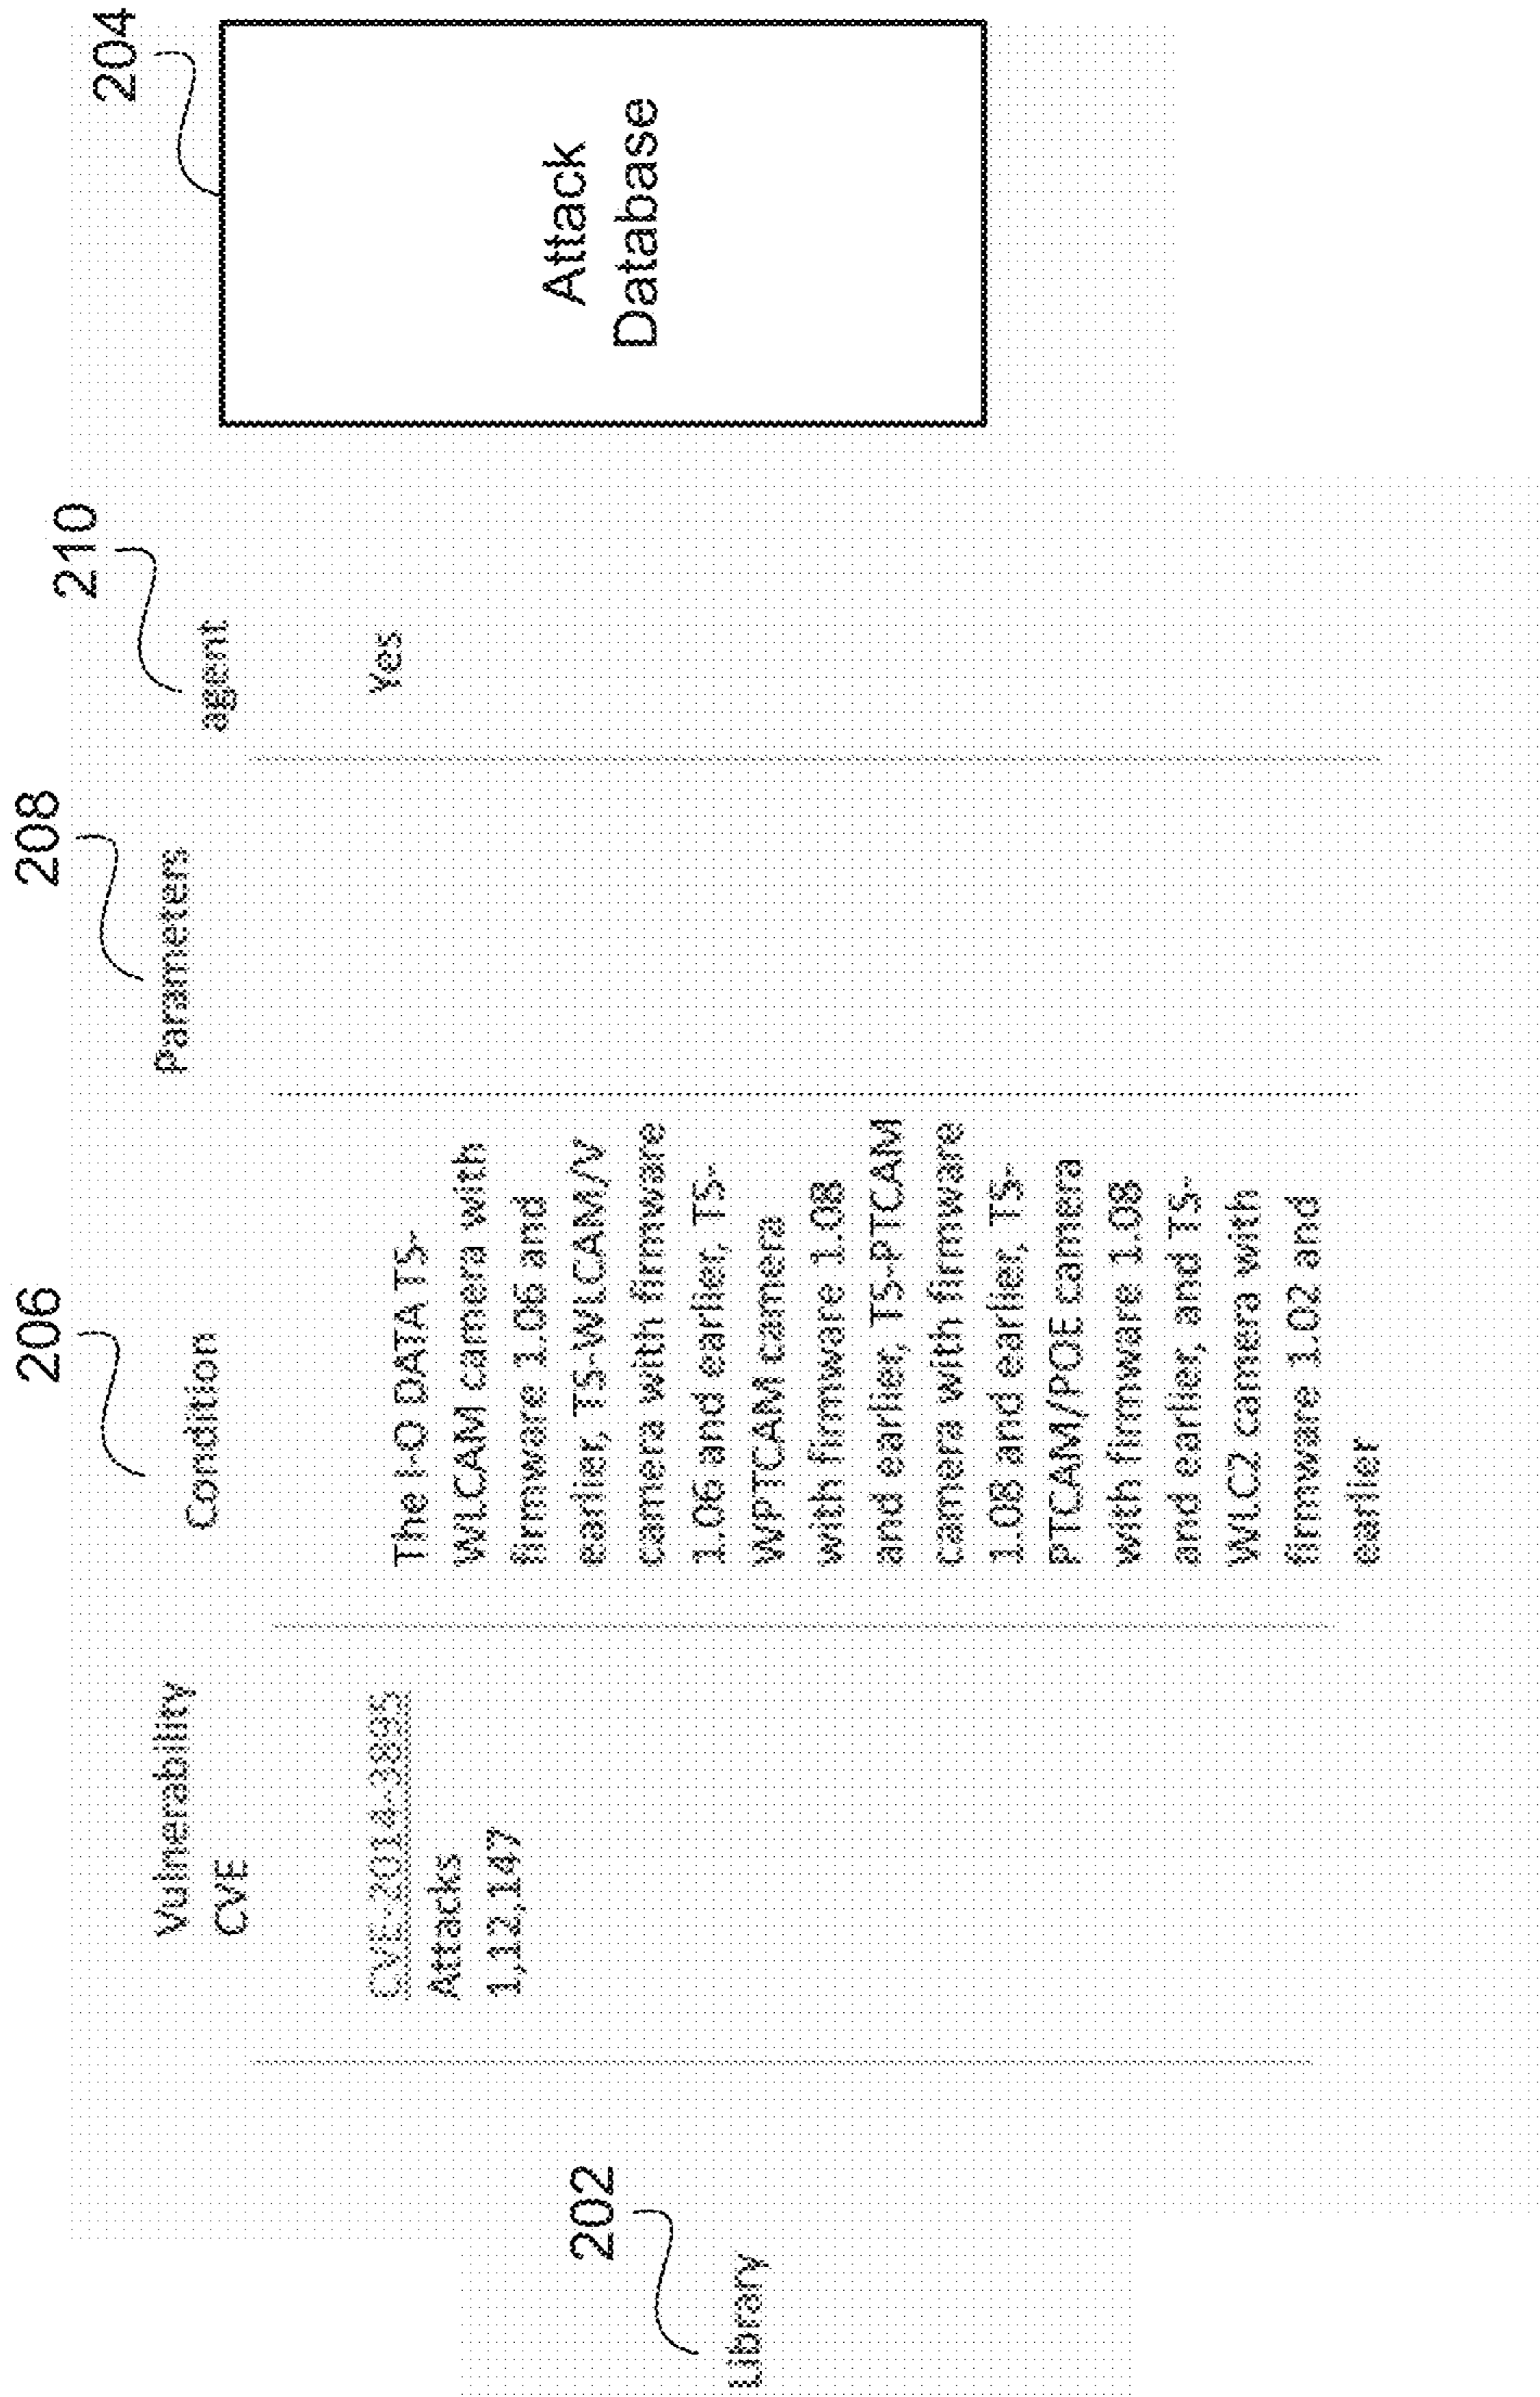 202
Library
Vulnerability
CVE
CVE-2014-3895
Attacks
1,12,147
206
Condition
The I-O DATA TS-
WLCAM camera with
firmware 1.06 and
earlier, TS-WLCAM/V
camera with firmware
1.06 and earlier, TS-
WPTCAM camera
with firmware 1.08
and earlier, TS-PTCAM
camera with firmware
1.08 and earlier, TS-
PTCAM/POE camera
with firmware 1.08
and earlier, and TS-
WLC2 camera with
firmware 1.02 and
earlier
208
Parameters
210
agent
Yes
204
Attack
Database